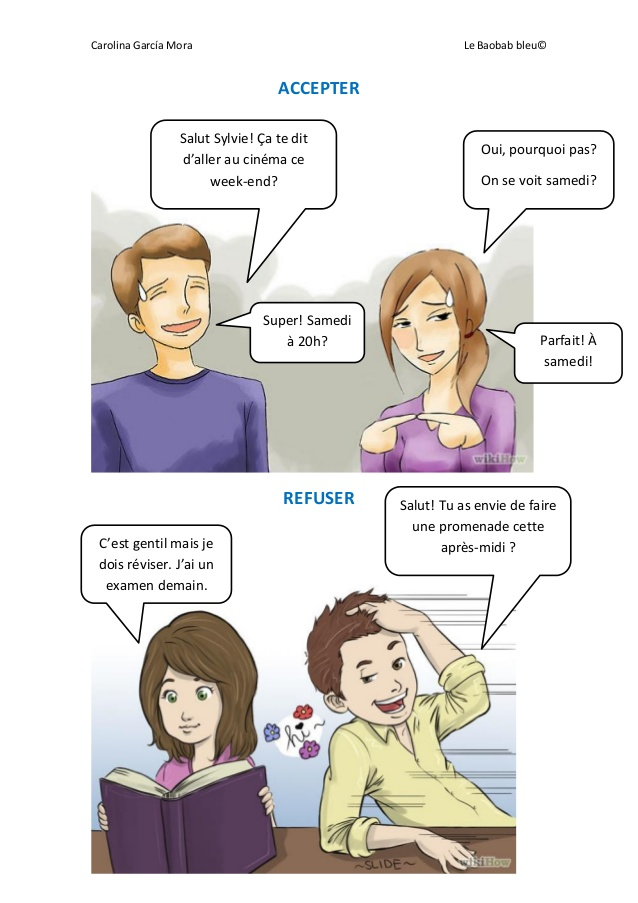 Carolina García Mora
Le Baobab bleu©
ACCEPTER
Salut Sylvie! Ça te dit
d’aller au cinéma ce
week-end?
Oui, pourquoi pas?
On se voit samedi?
Super! Samedi
à 20h?
Parfait! À
samedi!
wikiHow
REFUSER
Salut! Tu as envie de faire
une promenade cette
après-midi ?
C’est gentil mais je
dois réviser. J’ai un
examen demain.
hi~
~SLIDE~
wikiHow